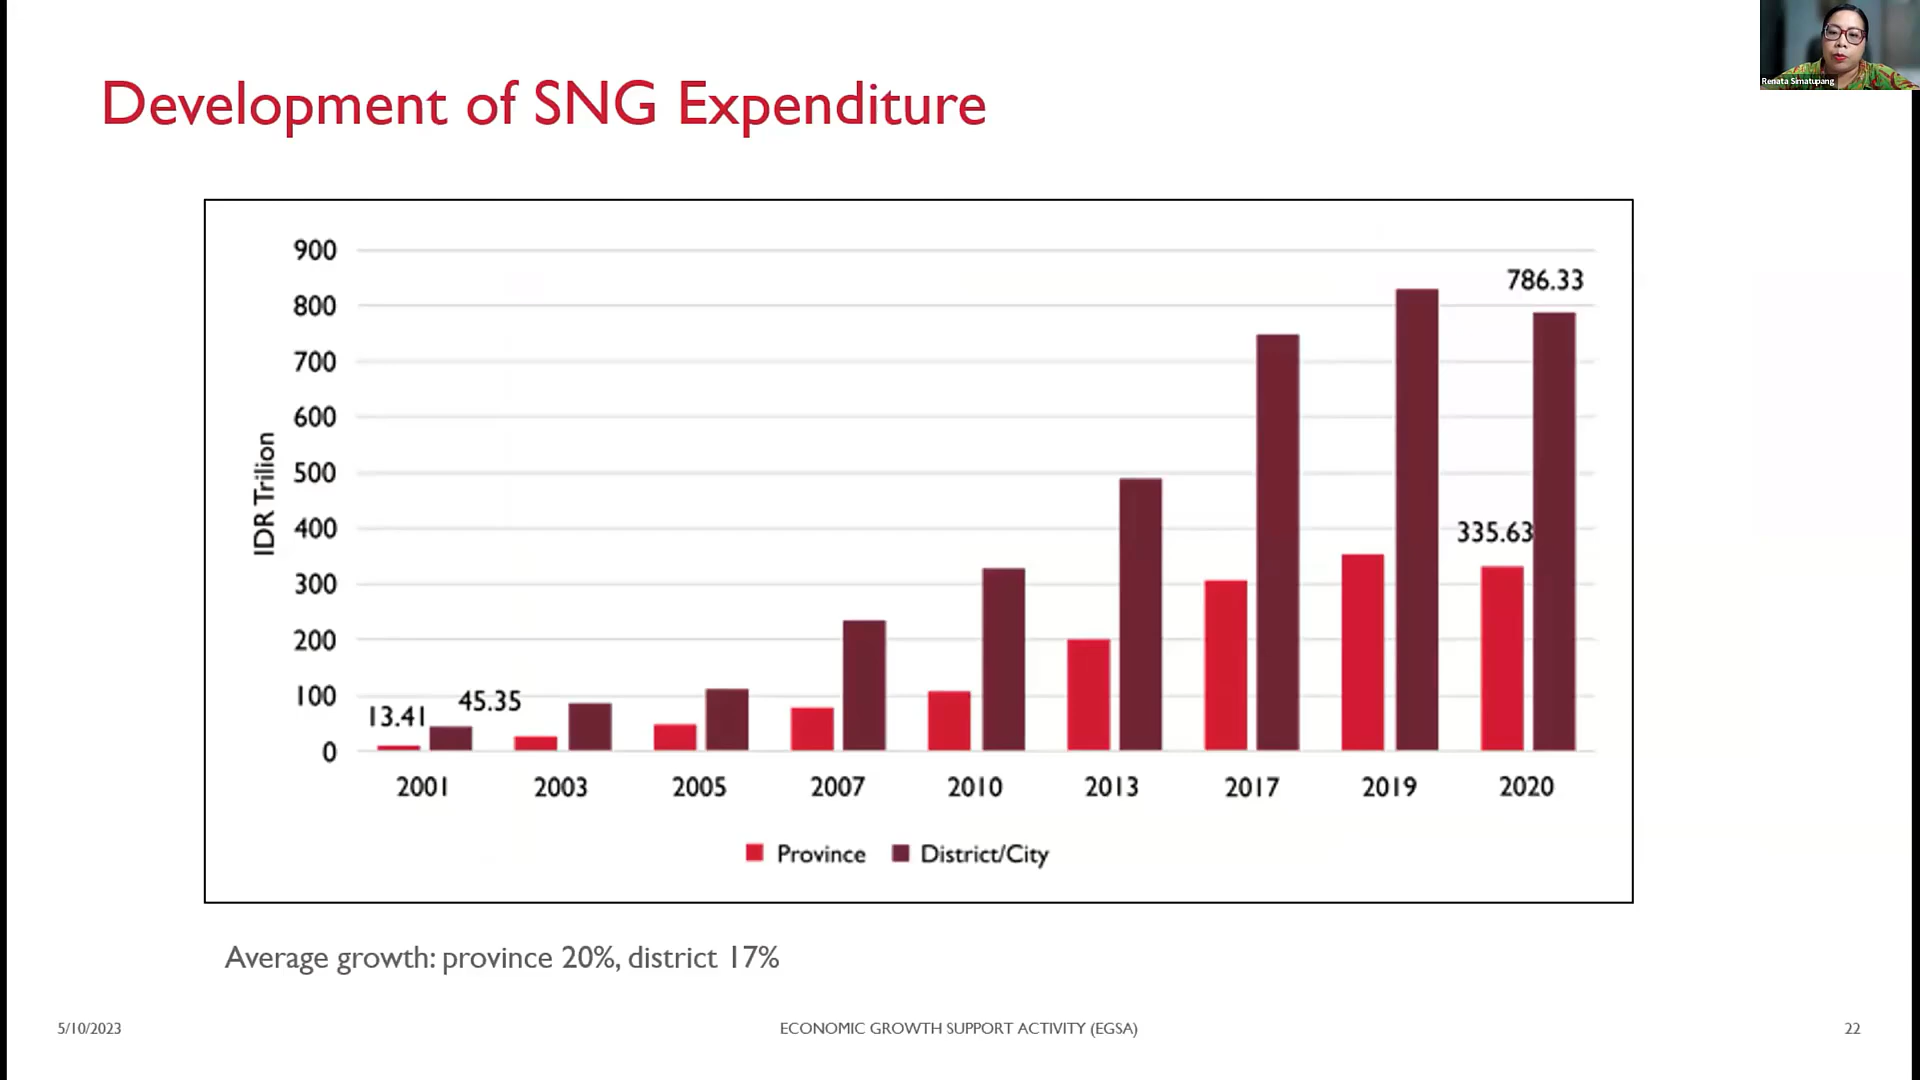 Renata Simatupang
Development of SNG Expenditure
IDR Trilion
900
800
700
600
500
400
300
200
100
0
13.41
45.35
335.63
786.33
2001 2003 2005 2007 2010 2013 2017 2019 2020
Province District/City
Average growth: province 20%, district 17%
5/10/2023 ECONOMIC GROWTH SUPPORT ACTIVITY (EGSA) 22